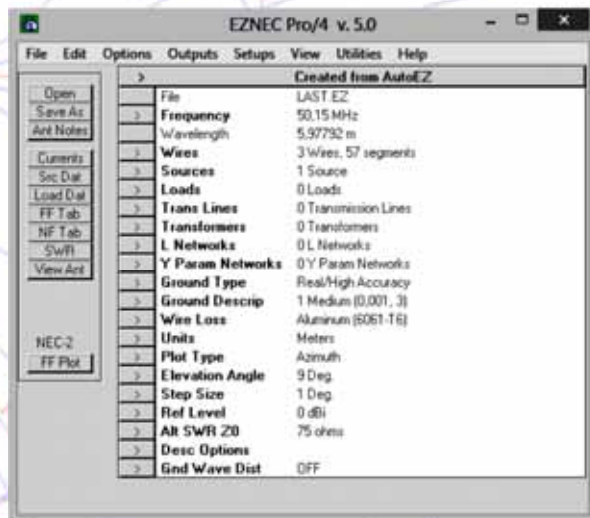 EZNEC Pro/4 v. 5.0
File Edit Options Outputs Setups View Utilities Help
Open
Save As
Ant Notes
Currents
Src Dat
Load Dat
FF Tab
NF Tab
SWR
View Ant
NEC-2
FF Plot
> Created from AutoEZ
File LAST.EZ
> Frequency 50,15 MHz
Wavelength 5,97792 m
> Wires 3 Wires, 57 segments
> Sources 1 Source
> Loads 0 Loads
> Trans Lines 0 Transmission Lines
> Transformers 0 Transformers
> L Networks 0 L Networks
> Y Param Networks 0 Y Param Networks
> Ground Type Real/High Accuracy
> Ground Descrip 1 Medium (0,001, 3)
> Wire Loss Aluminum (6061-T6)
> Units Meters
> Plot Type Azimuth
> Elevation Angle 9 Deg.
> Step Size 1 Deg.
> Ref Level 0 dBi
> Alt SWR Z0 75 ohms
> Desc Options
> Gnd Wave Dist OFF